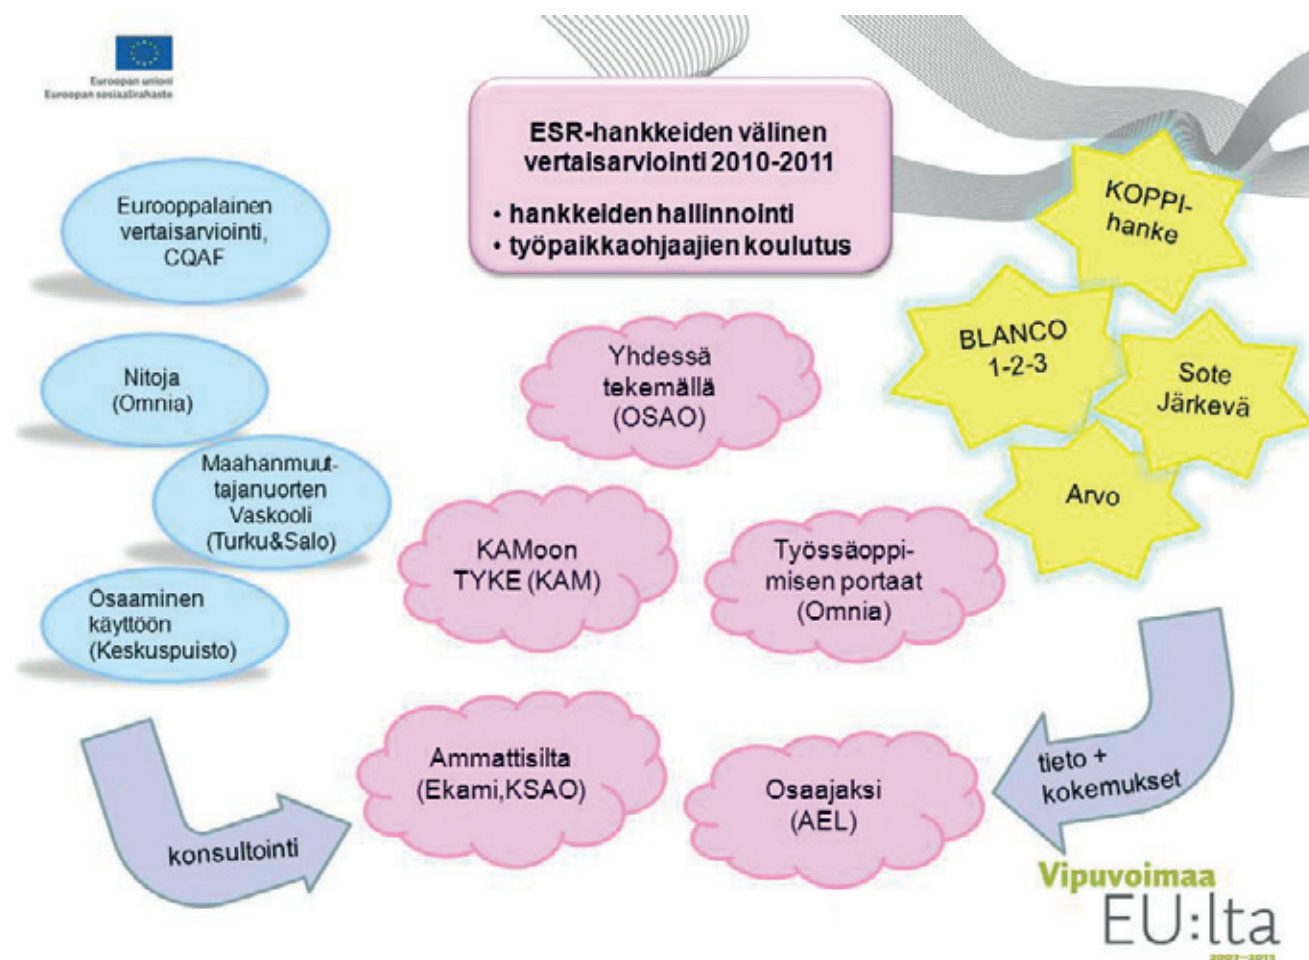 Euroopan unioni
Euroopan sosiaalirahasto
ESR-hankkeiden välinen
vertaisarviointi 2010-2011
• hankkeiden hallinnointi
• työpaikkaohjaajien koulutus
Eurooppalainen
vertaisarviointi,
CQAF
Nitoja
(Omnia)
Maahanmuut-
tajanuorten
Vaskooli
(Turku&Salo)
Osaaminen
käyttöön
(Keskuspuisto)
konsultointi
Yhdessä
tekemällä
(OSAO)
KAMoon
TYKE (KAM)
Työssäoppi-
misen portaat
(Omnia)
Ammattisilta
(Ekami,KSAO)
Osaajaksi
(AEL)
KOPPI-
hanke
BLANCO
1-2-3
Sote
Järkevä
Arvo
tieto +
kokemukset
Vipuvoimaa
EU:lta
2007–2013